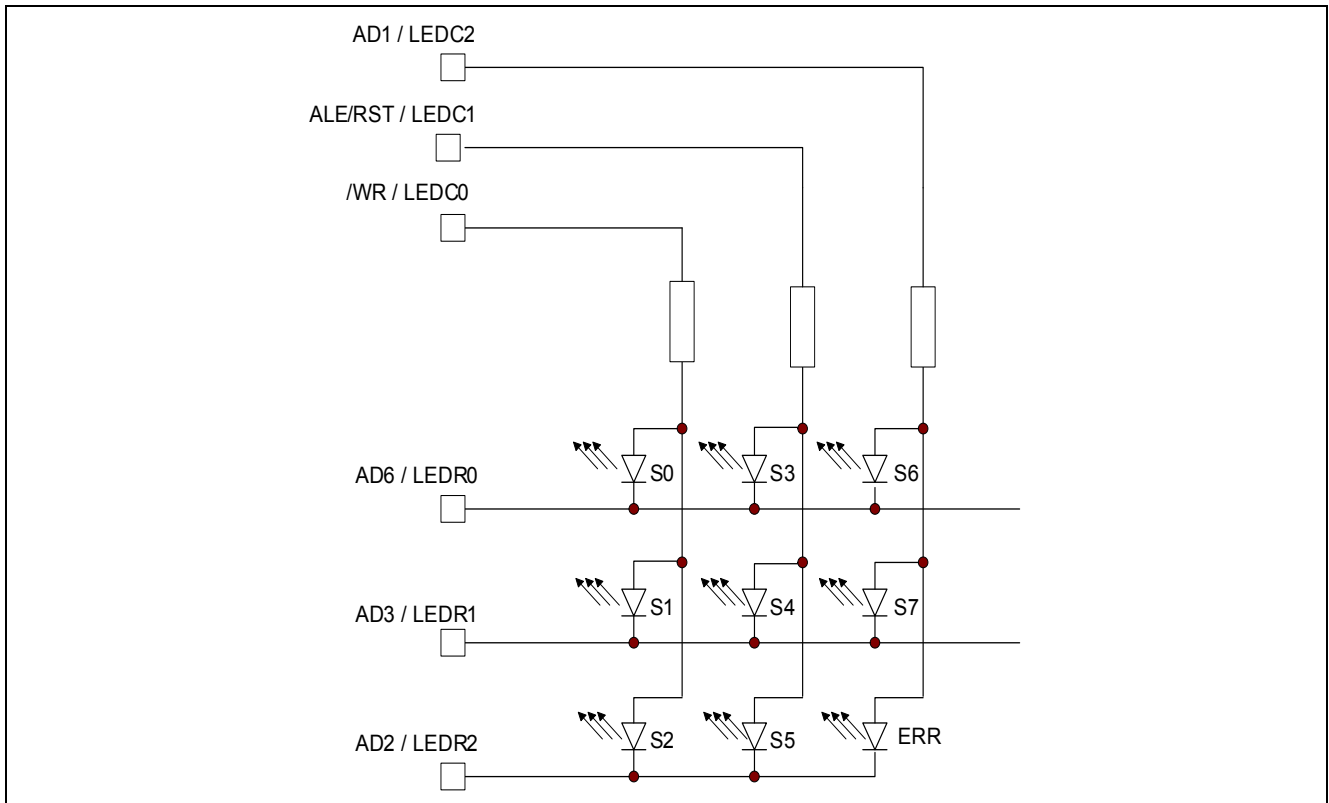 AD1 / LEDC2
ALE/RST / LEDC1
/WR / LEDC0
S0
S3
S6
AD6 / LEDR0
S1
S4
S7
AD3 / LEDR1
S2
S5
ERR
AD2 / LEDR2